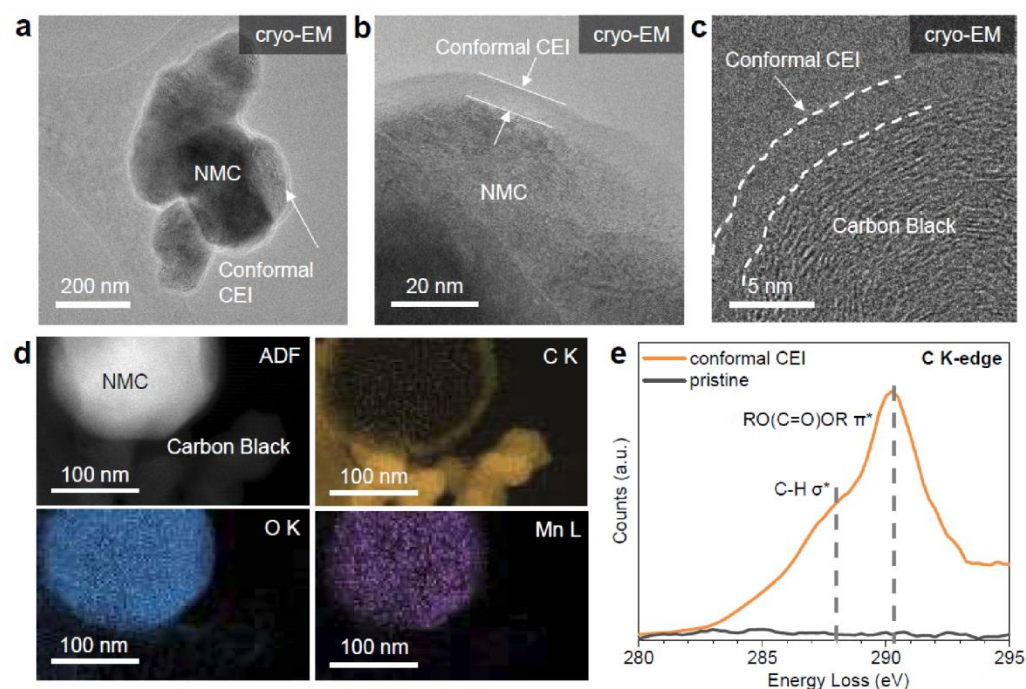 a
cryo-EM
NMC
Conformal
CEI
200 nm
b
cryo-EM
Conformal CEI
NMC
20 nm
c
cryo-EM
Conformal CEI
Carbon Black
5 nm
d
ADF
NMC
Carbon Black
100 nm
C K
100 nm
O K
100 nm
Mn L
100 nm
e
conformal CEI
pristine
C K-edge
RO(C=O)OR π*
C-H σ*
Counts (a.u.)
280 285 290 295
Energy Loss (eV)